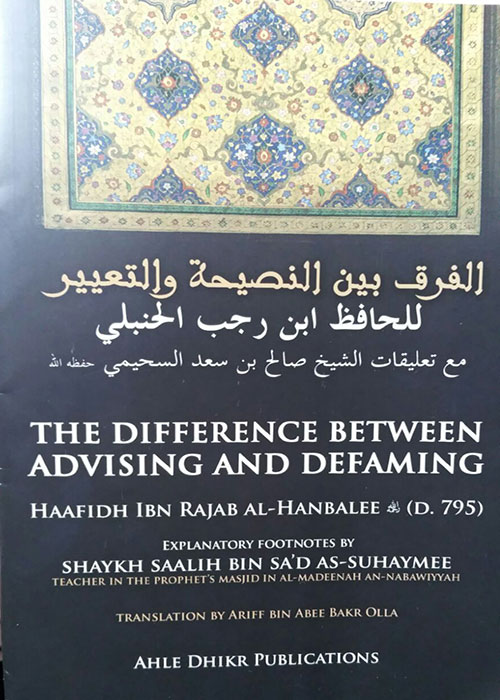 الفرق بين النصيحة والتعيير
للحافظ ابن رجب الحنبلي
مع تعليقات الشيخ صالح بن سعد السحيمي حفظه الله
THE DIFFERENCE BETWEEN
ADVISING AND DEFAMING
HAAFIDH IBN RAJAB AL-HANBALEE (D. 795)
EXPLANATORY FOOTNOTES BY
SHAYKH SAALIH BIN SA'D AS-SUHAYMEE
TEACHER IN THE PROPHET'S MASJID IN AL-MADEENAH AN-NABAWIYYAH
TRANSLATION BY ARIFF BIN ABEE BAKR OLLA
AHLE DHIKR PUBLICATIONS